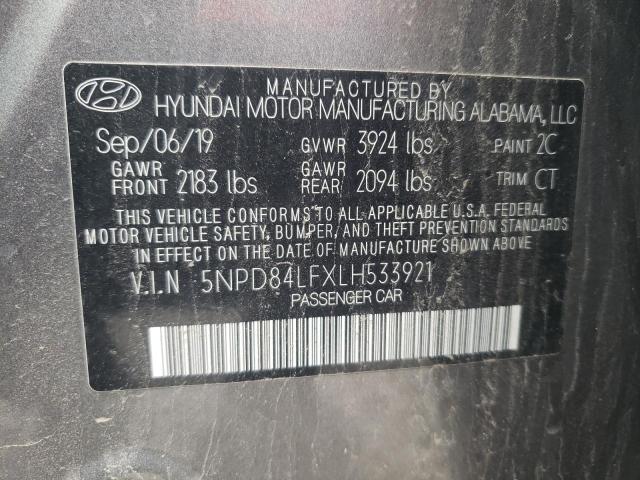 MANUFACTURED BY
HYUNDAI MOTOR MANUFACTURING ALABAMA, LLC
Sep/06/19 GVWR 3924 lbs PAINT 2C
GAWR FRONT 2183 lbs GAWR REAR 2094 lbs TRIM CT
THIS VEHICLE CONFORMS TO ALL APPLICABLE U.S.A. FEDERAL
MOTOR VEHICLE SAFETY, BUMPER, AND THEFT PREVENTION STANDARDS
IN EFFECT ON THE DATE OF MANUFACTURE SHOWN ABOVE.
V.I.N 5NPD84LFXLH533921
PASSENGER CAR